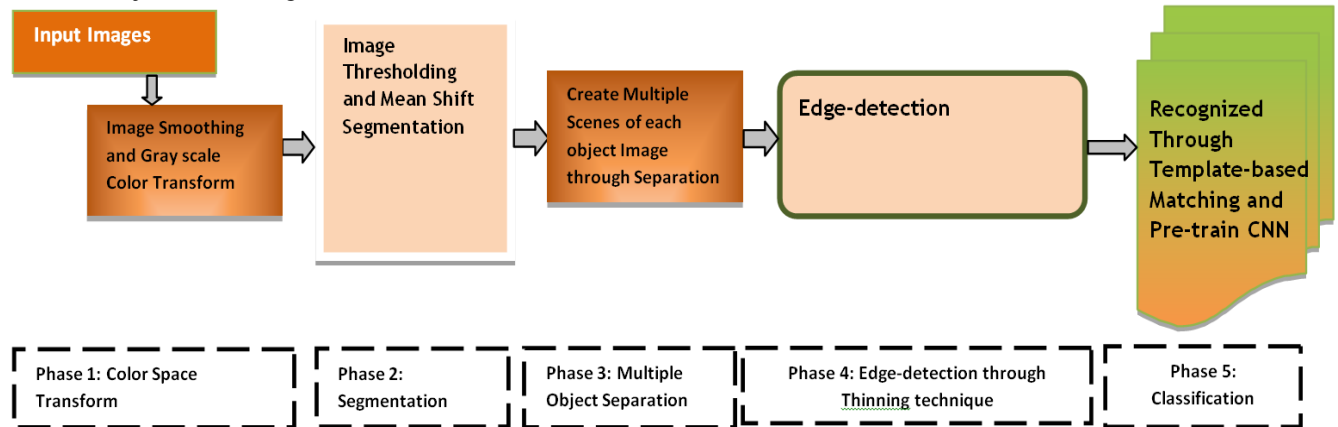 Input Images
Image Smoothing
and Gray scale
Color Transform
Image
Thresholding
and Mean Shift
Segmentation
Create Multiple
Scenes of each
object Image
through Separation
Edge-detection
Recognized
Through
Template-based
Matching and
Pre-train CNN
Phase 1: Color Space
Transform
Phase 2:
Segmentation
Phase 3: Multiple
Object Separation
Phase 4: Edge-detection through
Thinning technique
Phase 5:
Classification